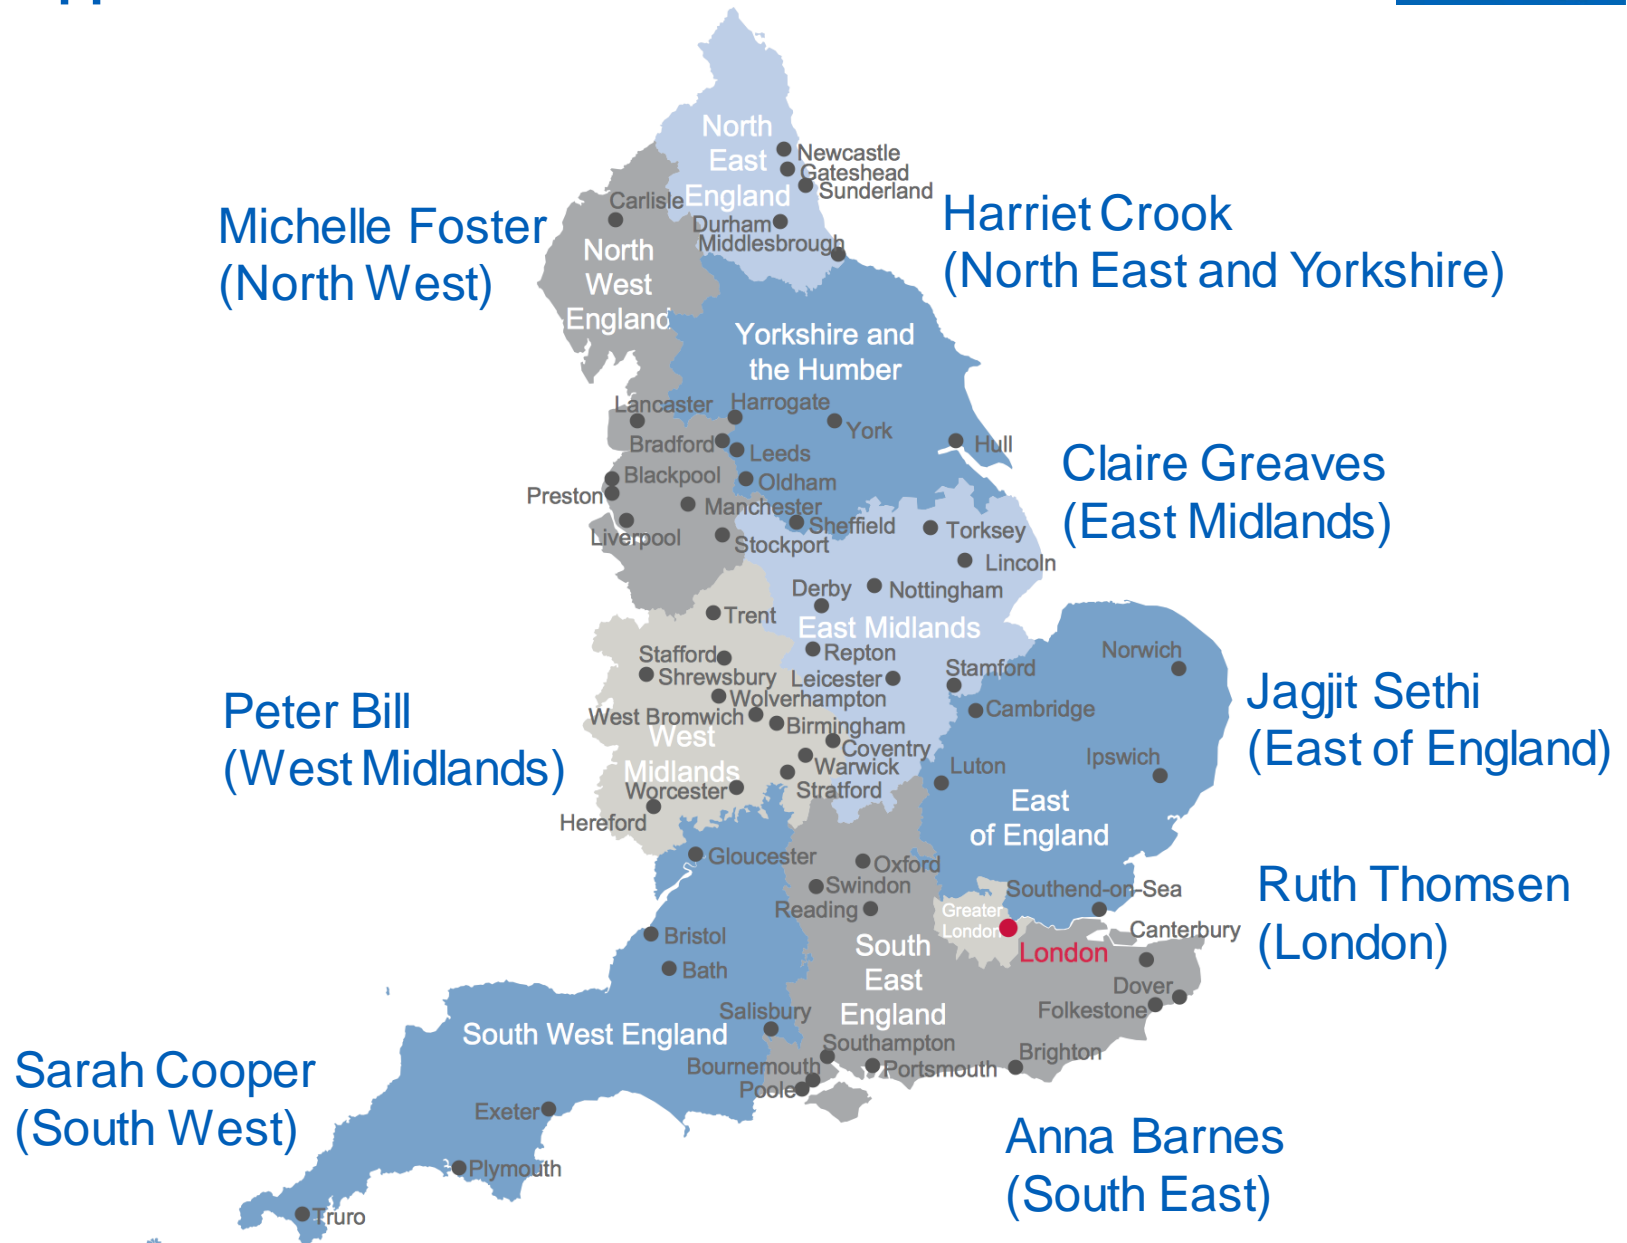 North
East
England
Newcastle
Gateshead
Sunderland
Carlisle
Durham
Middlesbrough
Michelle Foster
(North West)
Harriet Crook
(North East and Yorkshire)
North
West
England
Yorkshire and
the Humber
Lancaster
Harrogate
York
Bradford
Leeds
Hull
Blackpool
Oldham
Preston
Manchester
Liverpool
Stockport
Sheffield
Torksey
Lincoln
Claire Greaves
(East Midlands)
Derby
Nottingham
Trent
East Midlands
Stafford
Repton
Shrewsbury
Leicester
Stamford
Norwich
Wolverhampton
Cambridge
West Bromwich
Birmingham
West
Midlands
Coventry
Warwick
Worcester
Stratford
Hereford
Luton
Ipswich
Peter Bill
(West Midlands)
Jagjit Sethi
(East of England)
East
of England
Gloucester
Oxford
Swindon
Reading
Southend-on-Sea
Greater
London
London
Canterbury
Ruth Thomsen
(London)
Bristol
Bath
South
East
England
Dover
Folkestone
Salisbury
South West England
Southampton
Bournemouth
Portsmouth
Brighton
Poole
Sarah Cooper
(South West)
Exeter
Plymouth
Truro
Anna Barnes
(South East)